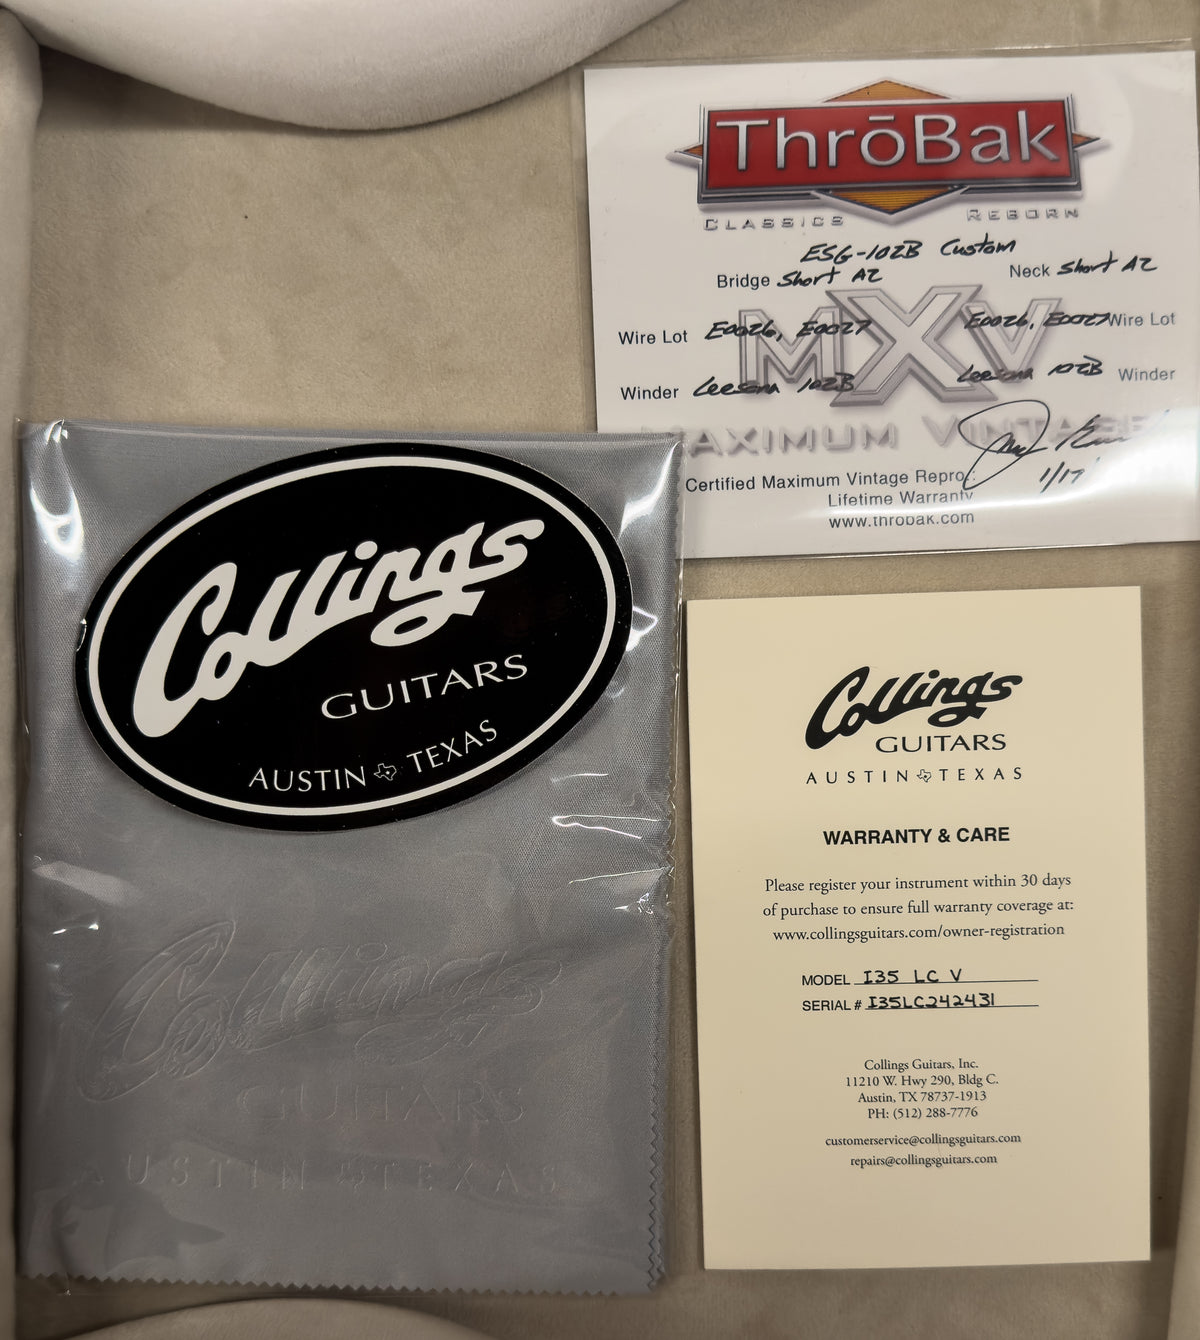 ThrōBak
CLASSICS REBORN
ESG-102B Custom
Bridge Short A2 Neck Short A2
MXV
Wire Lot E0026, E0027 E0026, E0027 Wire Lot
Winder Leesona 102B Leesona 102B Winder
MAXIMUM VINTAGE
Certified Maximum Vintage Repro.
1/17
Lifetime Warranty
www.throbak.com
Collings
GUITARS
AUSTIN TEXAS
Collings
GUITARS
AUSTIN TEXAS
Collings
GUITARS
AUSTIN TEXAS
WARRANTY & CARE
Please register your instrument within 30 days
of purchase to ensure full warranty coverage at:
www.collingsguitars.com/owner-registration
MODEL I35 LC V
SERIAL # I35LC242431
Collings Guitars, Inc.
11210 W. Hwy 290, Bldg C.
Austin, TX 78737-1913
PH: (512) 288-7776
customerservice@collingsguitars.com
repairs@collingsguitars.com